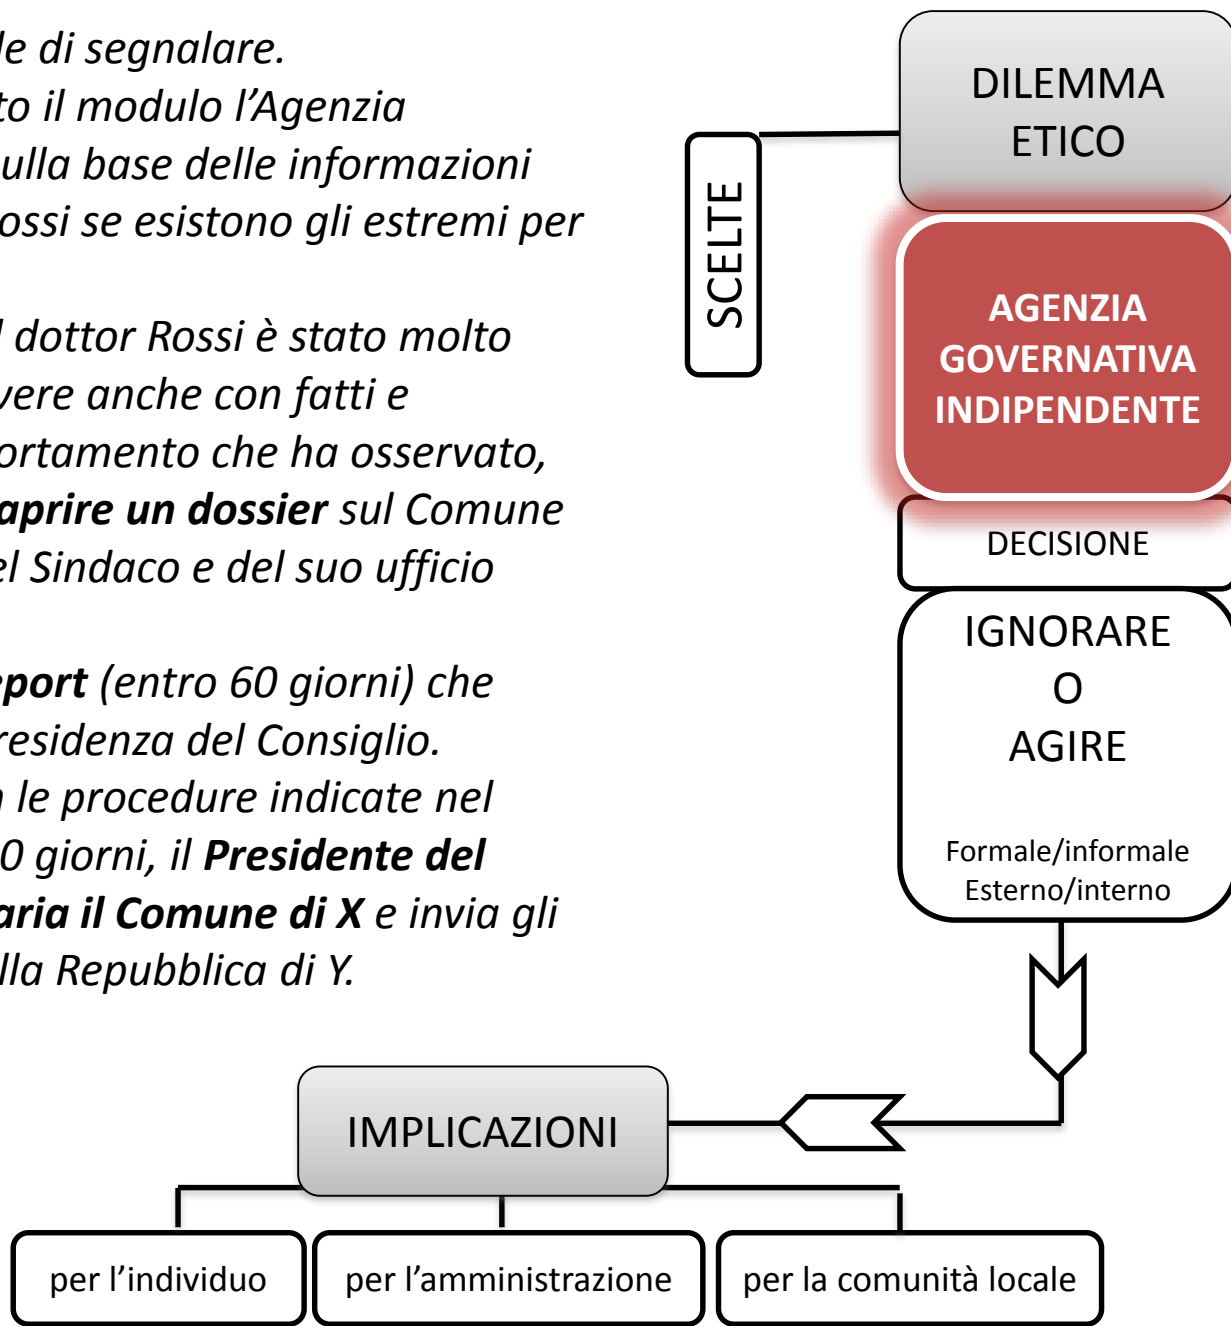 le di segnalare.
to il modulo l’Agenzia
ulla base delle informazioni
ossi se esistono gli estremi per
l dottor Rossi è stato molto
vere anche con fatti e
ortamento che ha osservato,
aprire un dossier sul Comune
el Sindaco e del suo ufficio
eport (entro 60 giorni) che
residenza del Consiglio.
n le procedure indicate nel
0 giorni, il Presidente del
aria il Comune di X e invia gli
lla Repubblica di Y.
SCELTE
DILEMMA
ETICO
AGENZIA
GOVERNATIVA
INDIPENDENTE
DECISIONE
IGNORARE
O
AGIRE
Formale/informale
Esterno/interno
IMPLICAZIONI
per l’individuo
per l’amministrazione
per la comunità locale